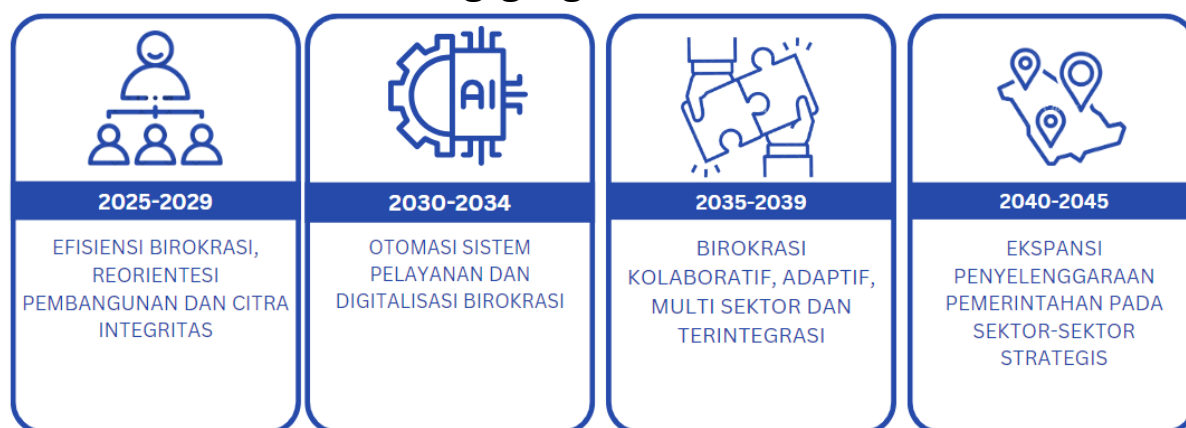 2025-2029
EFISIENSI BIROKRASI,
REORIENTESI
PEMBANGUNAN DAN CITRA
INTEGRITAS
AI
2030-2034
OTOMASI SISTEM
PELAYANAN DAN
DIGITALISASI BIROKRASI
2035-2039
BIROKRASI
KOLABORATIF, ADAPTIF,
MULTI SEKTOR DAN
TERINTEGRASI
2040-2045
EKSPANSI
PENYELENGGARAAN
PEMERINTAHAN PADA
SEKTOR-SEKTOR
STRATEGIS